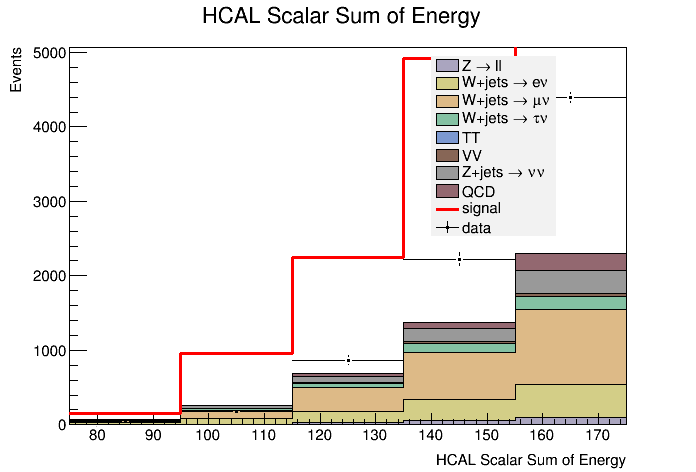 HCAL Scalar Sum of Energy
Events
5000
4000
3000
2000
1000
0
Z → ll
W+jets → eν
W+jets → μν
W+jets → τν
TT
VV
Z+jets → νν
QCD
signal
data
80 90 100 110 120 130 140 150 160 170
HCAL Scalar Sum of Energy